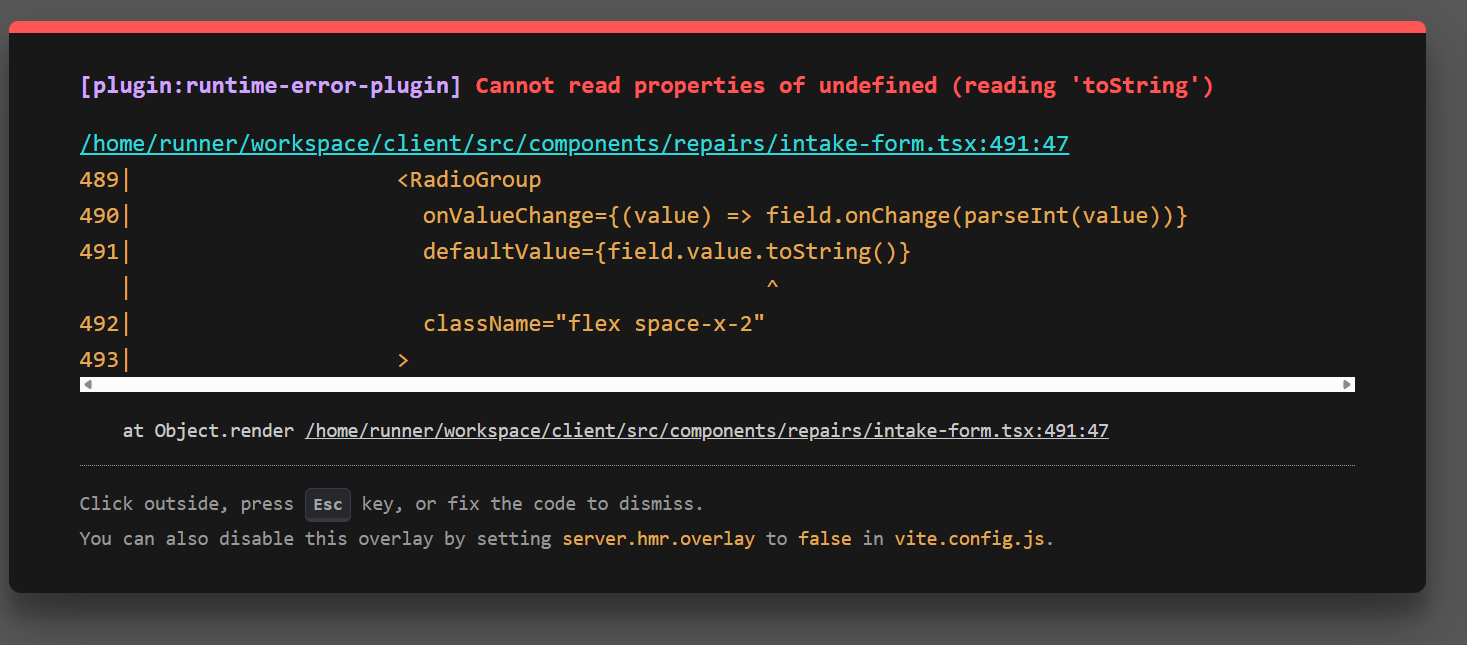 [plugin:runtime-error-plugin] Cannot read properties of undefined (reading 'toString')
/home/runner/workspace/client/src/components/repairs/intake-form.tsx:491:47
489|                    <RadioGroup
490|                      onValueChange={(value) => field.onChange(parseInt(value))}
491|                      defaultValue={field.value.toString()}
   |                                                ^
492|                      className="flex space-x-2"
493|                    >
at Object.render /home/runner/workspace/client/src/components/repairs/intake-form.tsx:491:47
Click outside, press Esc key, or fix the code to dismiss.
You can also disable this overlay by setting server.hmr.overlay to false in vite.config.js.